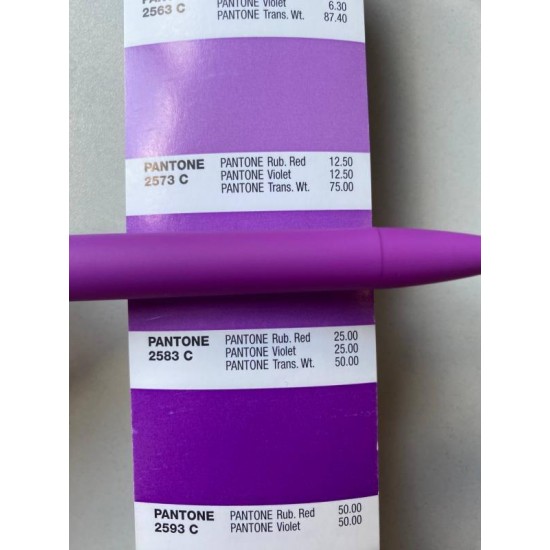 2563 C PANTONE Violet 6.30
PANTONE Trans. Wt. 87.40
PANTONE PANTONE Rub. Red 12.50
2573 C PANTONE Violet 12.50
PANTONE Trans. Wt. 75.00
PANTONE PANTONE Rub. Red 25.00
2583 C PANTONE Violet 25.00
PANTONE Trans. Wt. 50.00
PANTONE PANTONE Rub. Red 50.00
2593 C PANTONE Violet 50.00